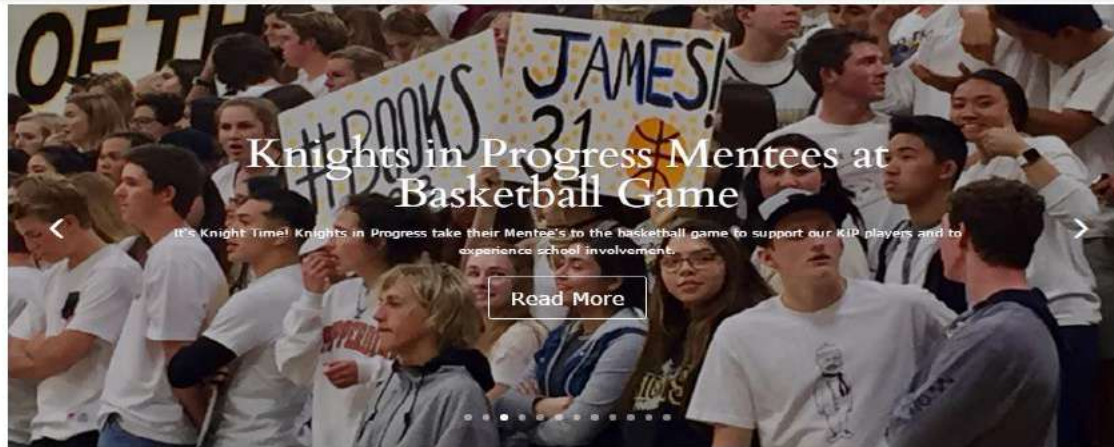 OF TH
#BOOKS
JAMES!
31
Knights in Progress Mentees at
Basketball Game
It's Knight Time! Knights in Progress take their Mentee's to the basketball game to support our KIP players and to
experience school involvement.
Read More